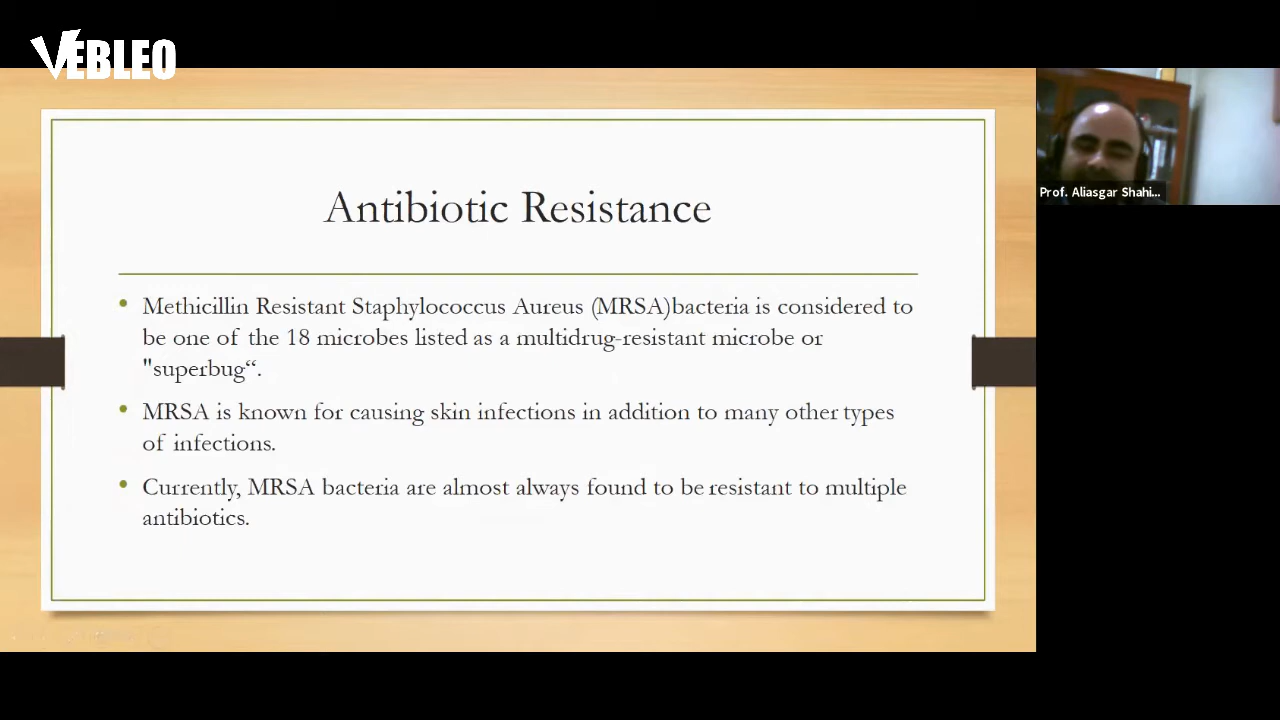 VEBLEO
Antibiotic Resistance
• Methicillin Resistant Staphylococcus Aureus (MRSA)bacteria is considered to
be one of the 18 microbes listed as a multidrug-resistant microbe or
"superbug“.
• MRSA is known for causing skin infections in addition to many other types
of infections.
• Currently, MRSA bacteria are almost always found to be resistant to multiple
antibiotics.
Prof. Aliasgar Shahi...